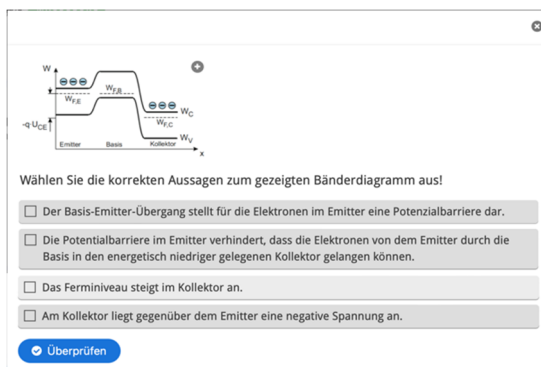 W
W_F,E
W_F,B
W_C
W_F,C
-q·U_CE
W_V
Emitter Basis Kollektor
x
Wählen Sie die korrekten Aussagen zum gezeigten Bänderdiagramm aus!
Der Basis-Emitter-Übergang stellt für die Elektronen im Emitter eine Potenzialbarriere dar.
Die Potentialbarriere im Emitter verhindert, dass die Elektronen von dem Emitter durch die
Basis in den energetisch niedriger gelegenen Kollektor gelangen können.
Das Ferminiveau steigt im Kollektor an.
Am Kollektor liegt gegenüber dem Emitter eine negative Spannung an.
Überprüfen